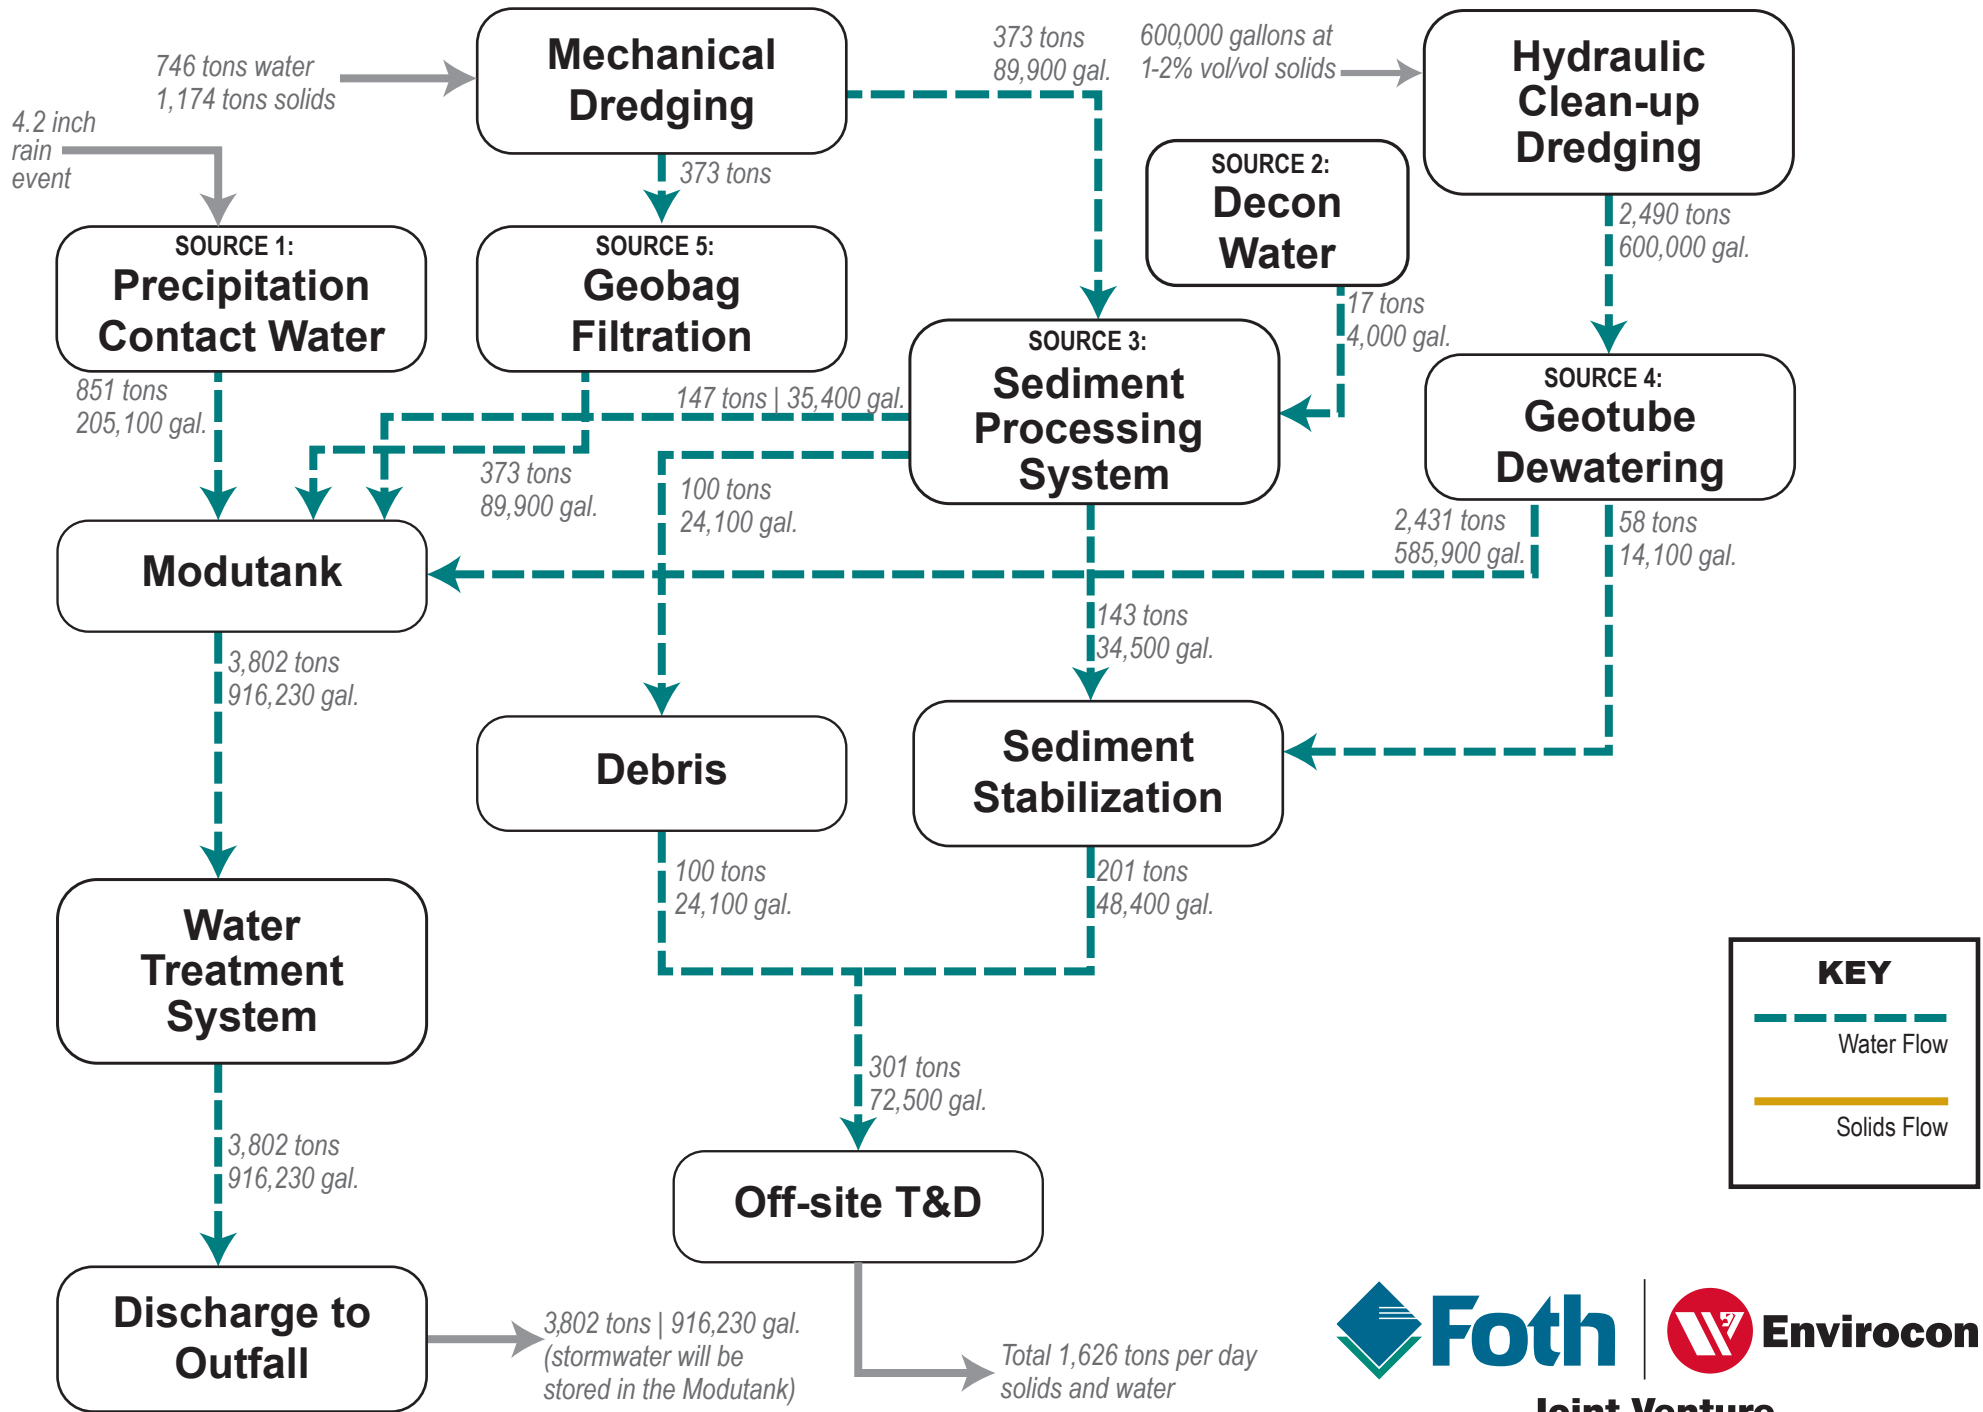 746 tons water
1,174 tons solids
Mechanical
Dredging
373 tons
89,900 gal.
600,000 gallons at
1-2% vol/vol solids
Hydraulic
Clean-up
Dredging
4.2 inch
rain
event
373 tons
SOURCE 2:
Decon
Water
2,490 tons
600,000 gal.
SOURCE 1:
Precipitation
Contact Water
SOURCE 5:
Geobag
Filtration
17 tons
4,000 gal.
SOURCE 3:
Sediment
Processing
System
SOURCE 4:
Geotube
Dewatering
851 tons
205,100 gal.
147 tons | 35,400 gal.
373 tons
89,900 gal.
100 tons
24,100 gal.
2,431 tons
585,900 gal.
58 tons
14,100 gal.
Modutank
143 tons
34,500 gal.
3,802 tons
916,230 gal.
Debris
Sediment
Stabilization
100 tons
24,100 gal.
201 tons
48,400 gal.
Water
Treatment
System
KEY
Water Flow
Solids Flow
301 tons
72,500 gal.
3,802 tons
916,230 gal.
Off-site T&D
Discharge to
Outfall
3,802 tons | 916,230 gal.
(stormwater will be
stored in the Modutank)
Total 1,626 tons per day
solids and water
Foth
Envirocon
Joint Venture